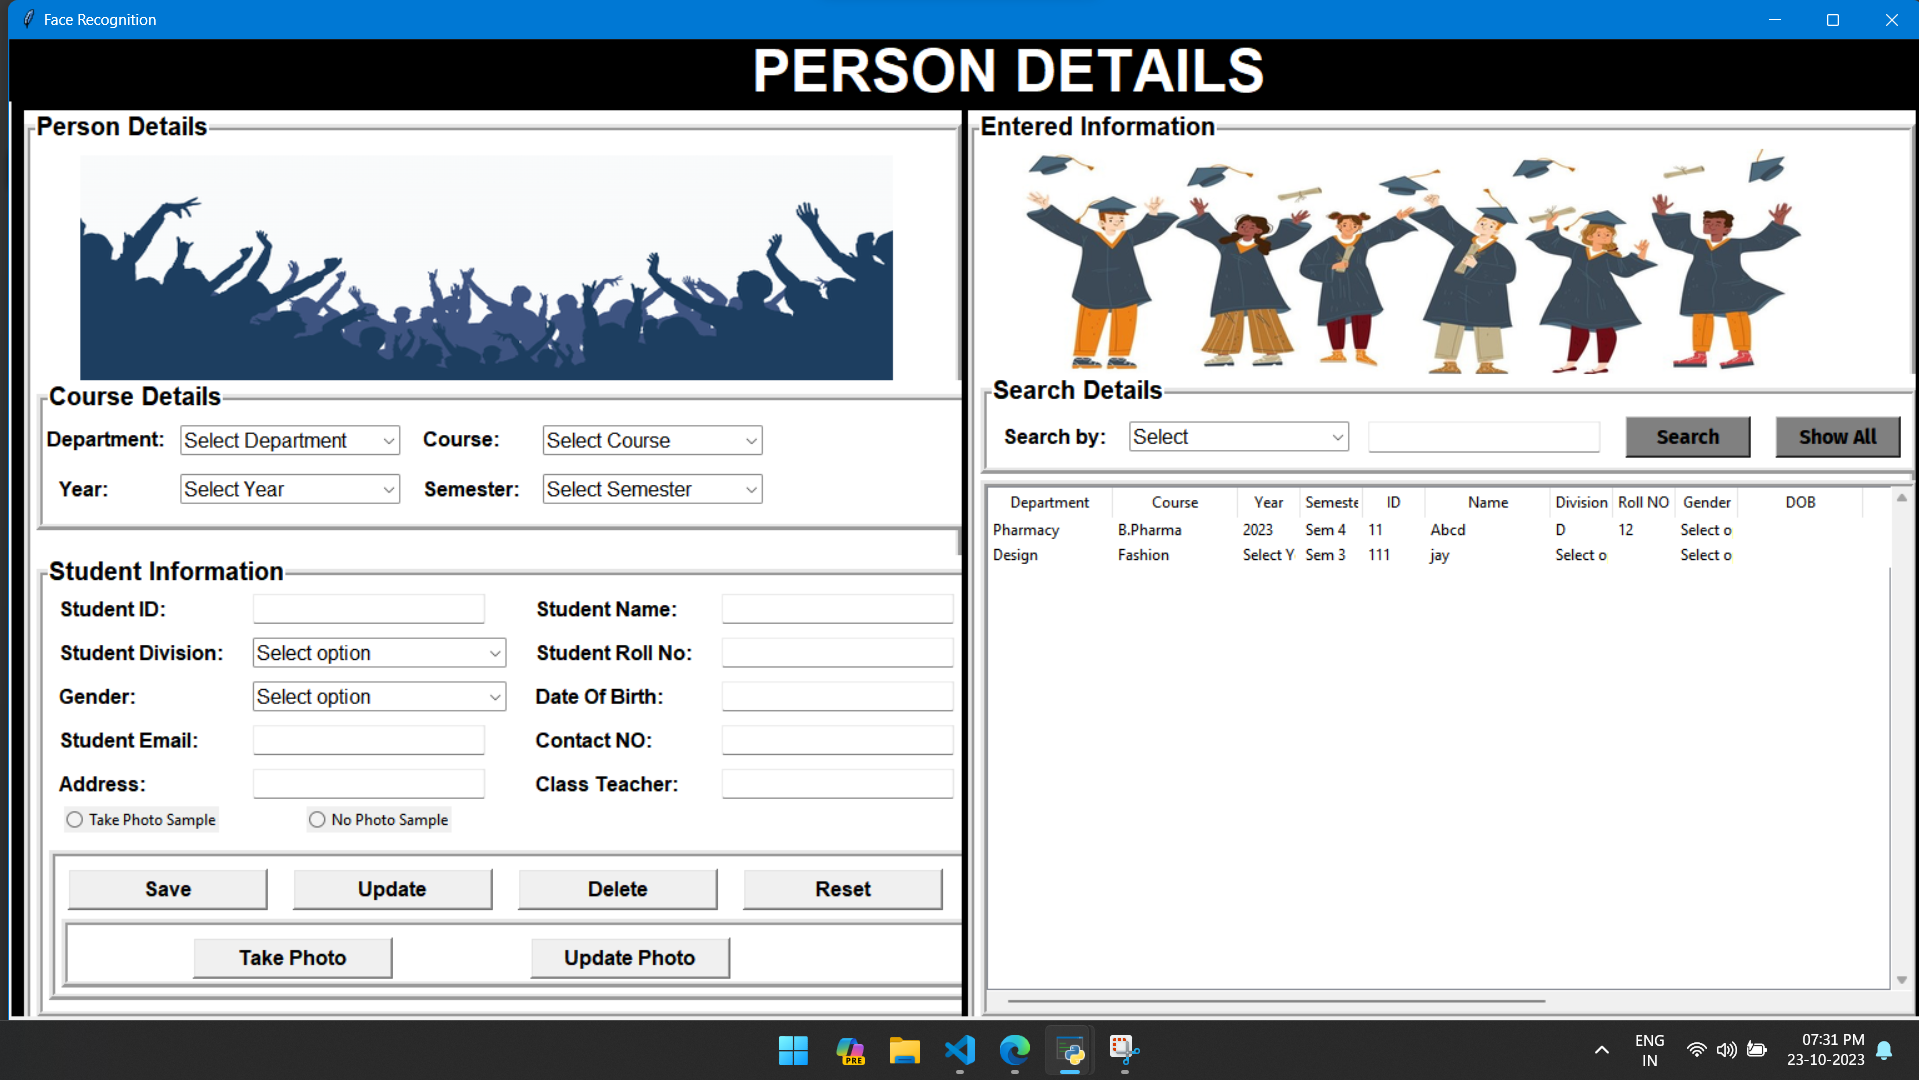 Face Recognition
PERSON DETAILS
Person Details
Course Details
Department: Select Department Course: Select Course
Year: Select Year Semester: Select Semester
Student Information
Student ID: Student Name:
Student Division: Select option Student Roll No:
Gender: Select option Date Of Birth:
Student Email: Contact NO:
Address: Class Teacher:
Take Photo Sample No Photo Sample
Save Update Delete Reset
Take Photo Update Photo
Entered Information
Search Details
Search by: Select Search Show All
Department Course Year Semeste ID Name Division Roll NO Gender DOB
Pharmacy B.Pharma 2023 Sem 4 11 Abcd D 12 Select o
Design Fashion Select Y Sem 3 111 jay Select o Select o
PRE
ENG
IN
07:31 PM
23-10-2023